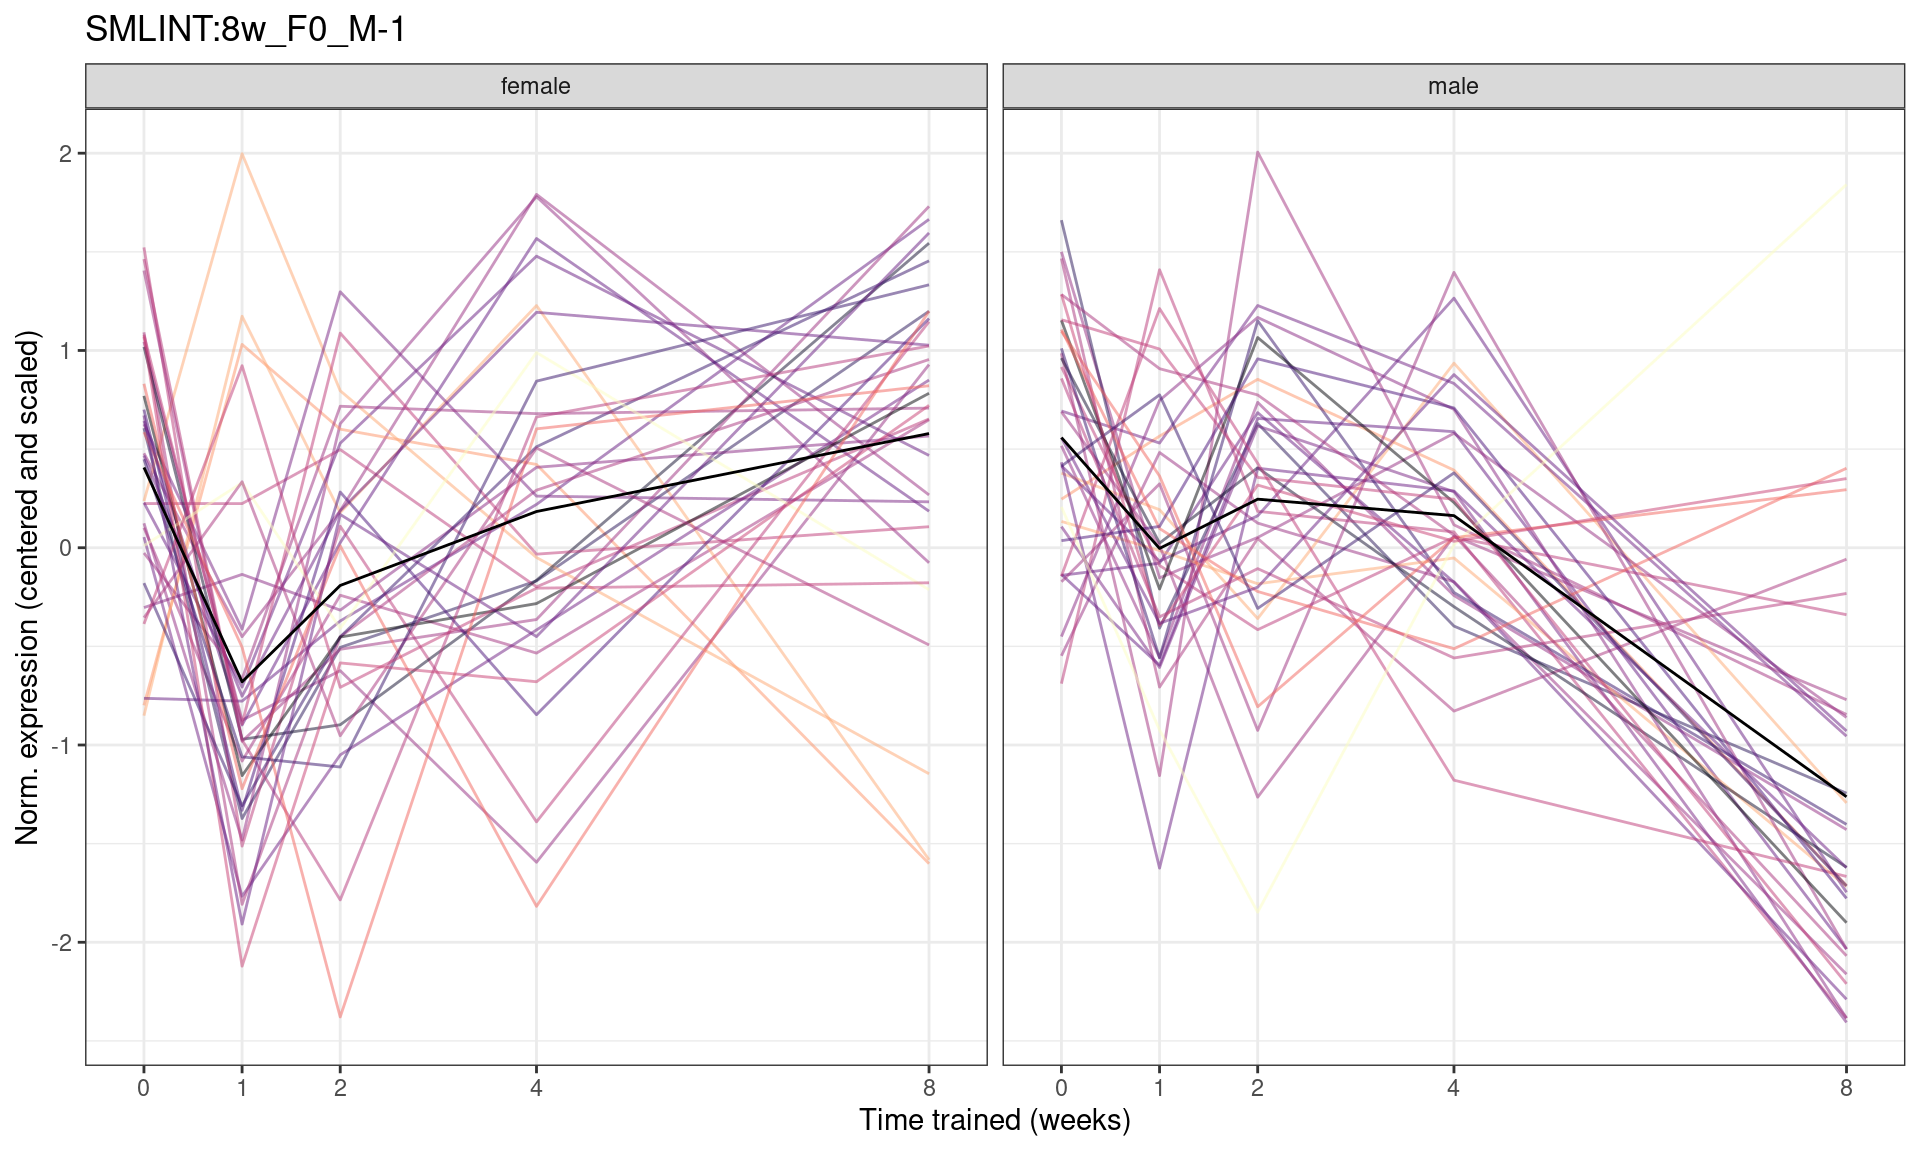 SMLINT:8w_F0_M-1
female
male
Norm. expression (centered and scaled)
2
1
0
-1
-2
0 1 2 4 8
0 1 2 4 8
Time trained (weeks)